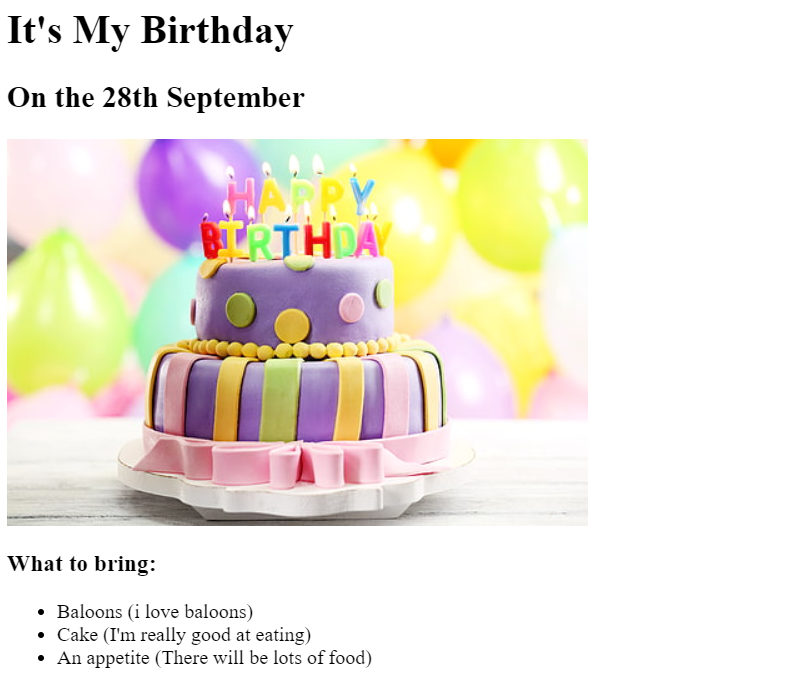 It's My Birthday
On the 28th September
HAPPY
BIRTHDAY
What to bring:
Baloons (i love baloons)
Cake (I'm really good at eating)
An appetite (There will be lots of food)